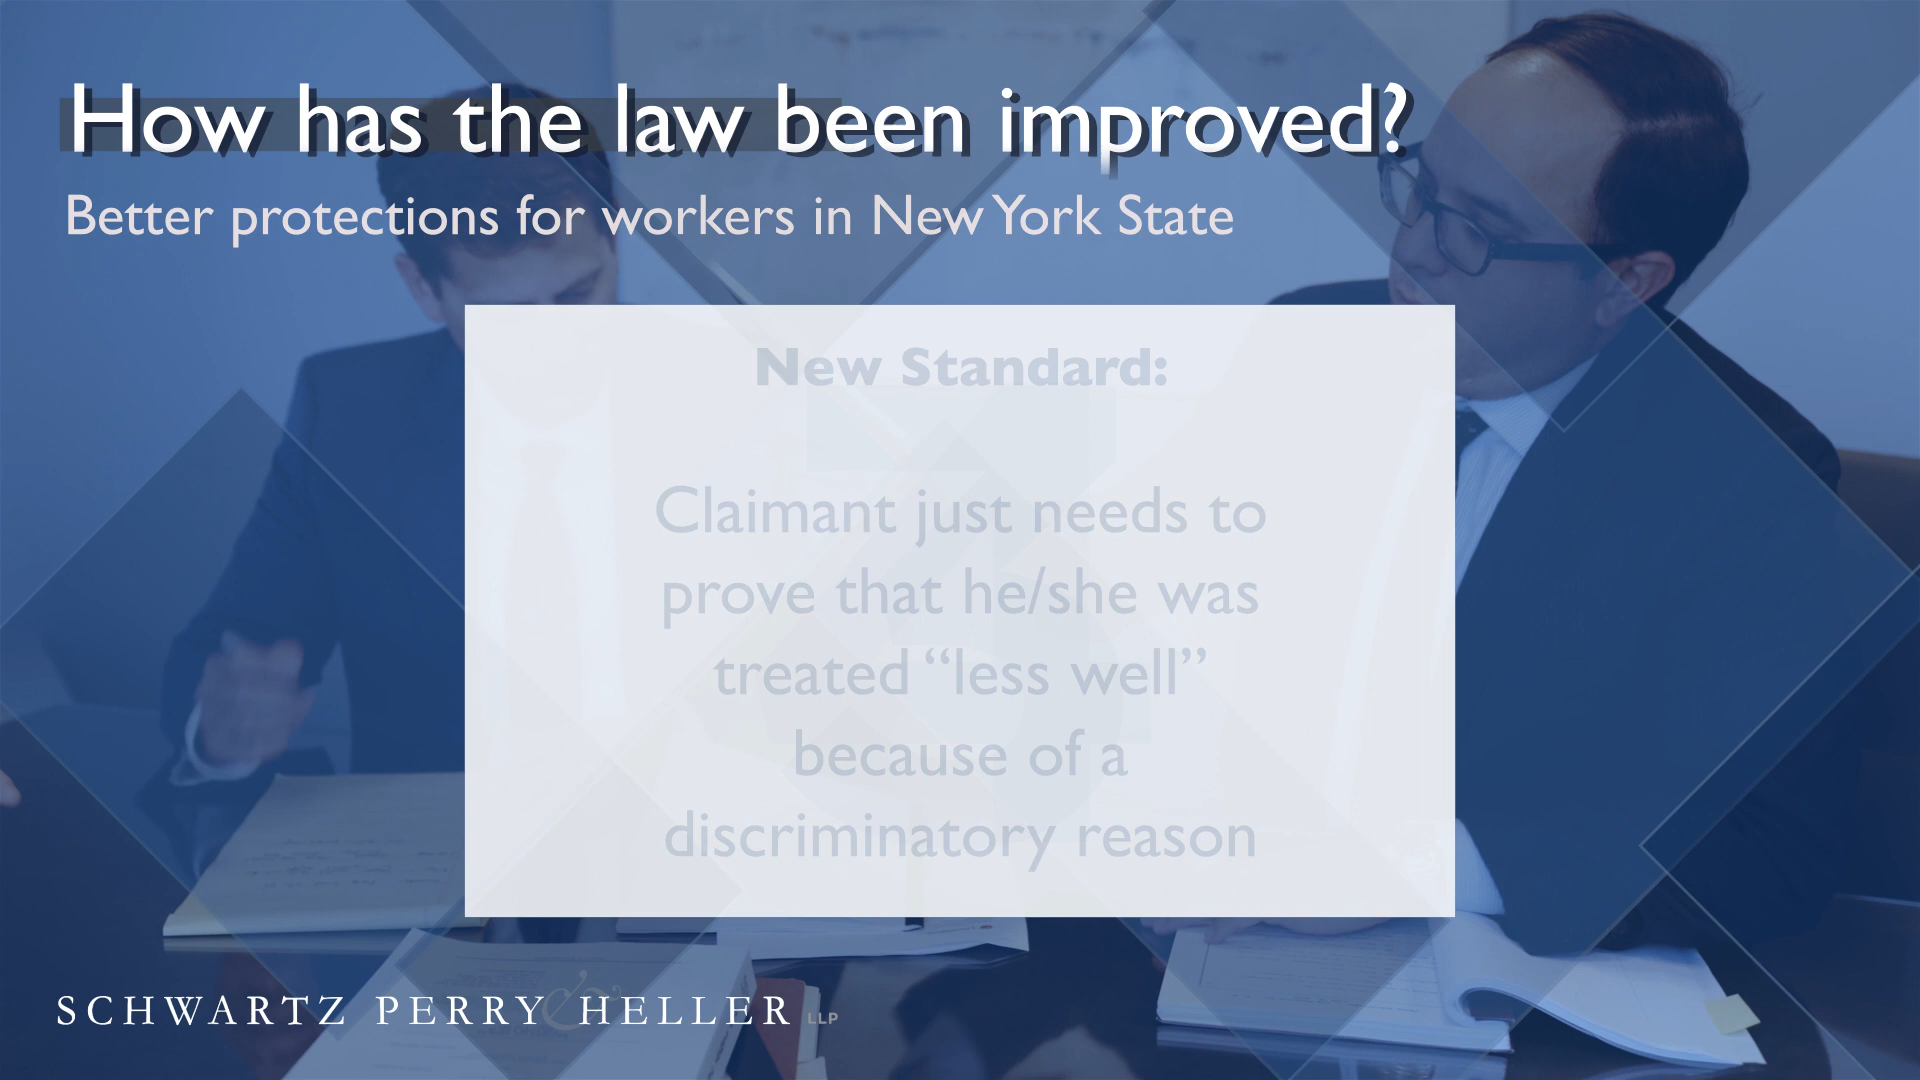 How has the law been improved?
Better protections for workers in New York State
New Standard:
Claimant just needs to
prove that he/she was
treated “less well”
because of a
discriminatory reason
SCHWARTZ PERRY & HELLER LLP